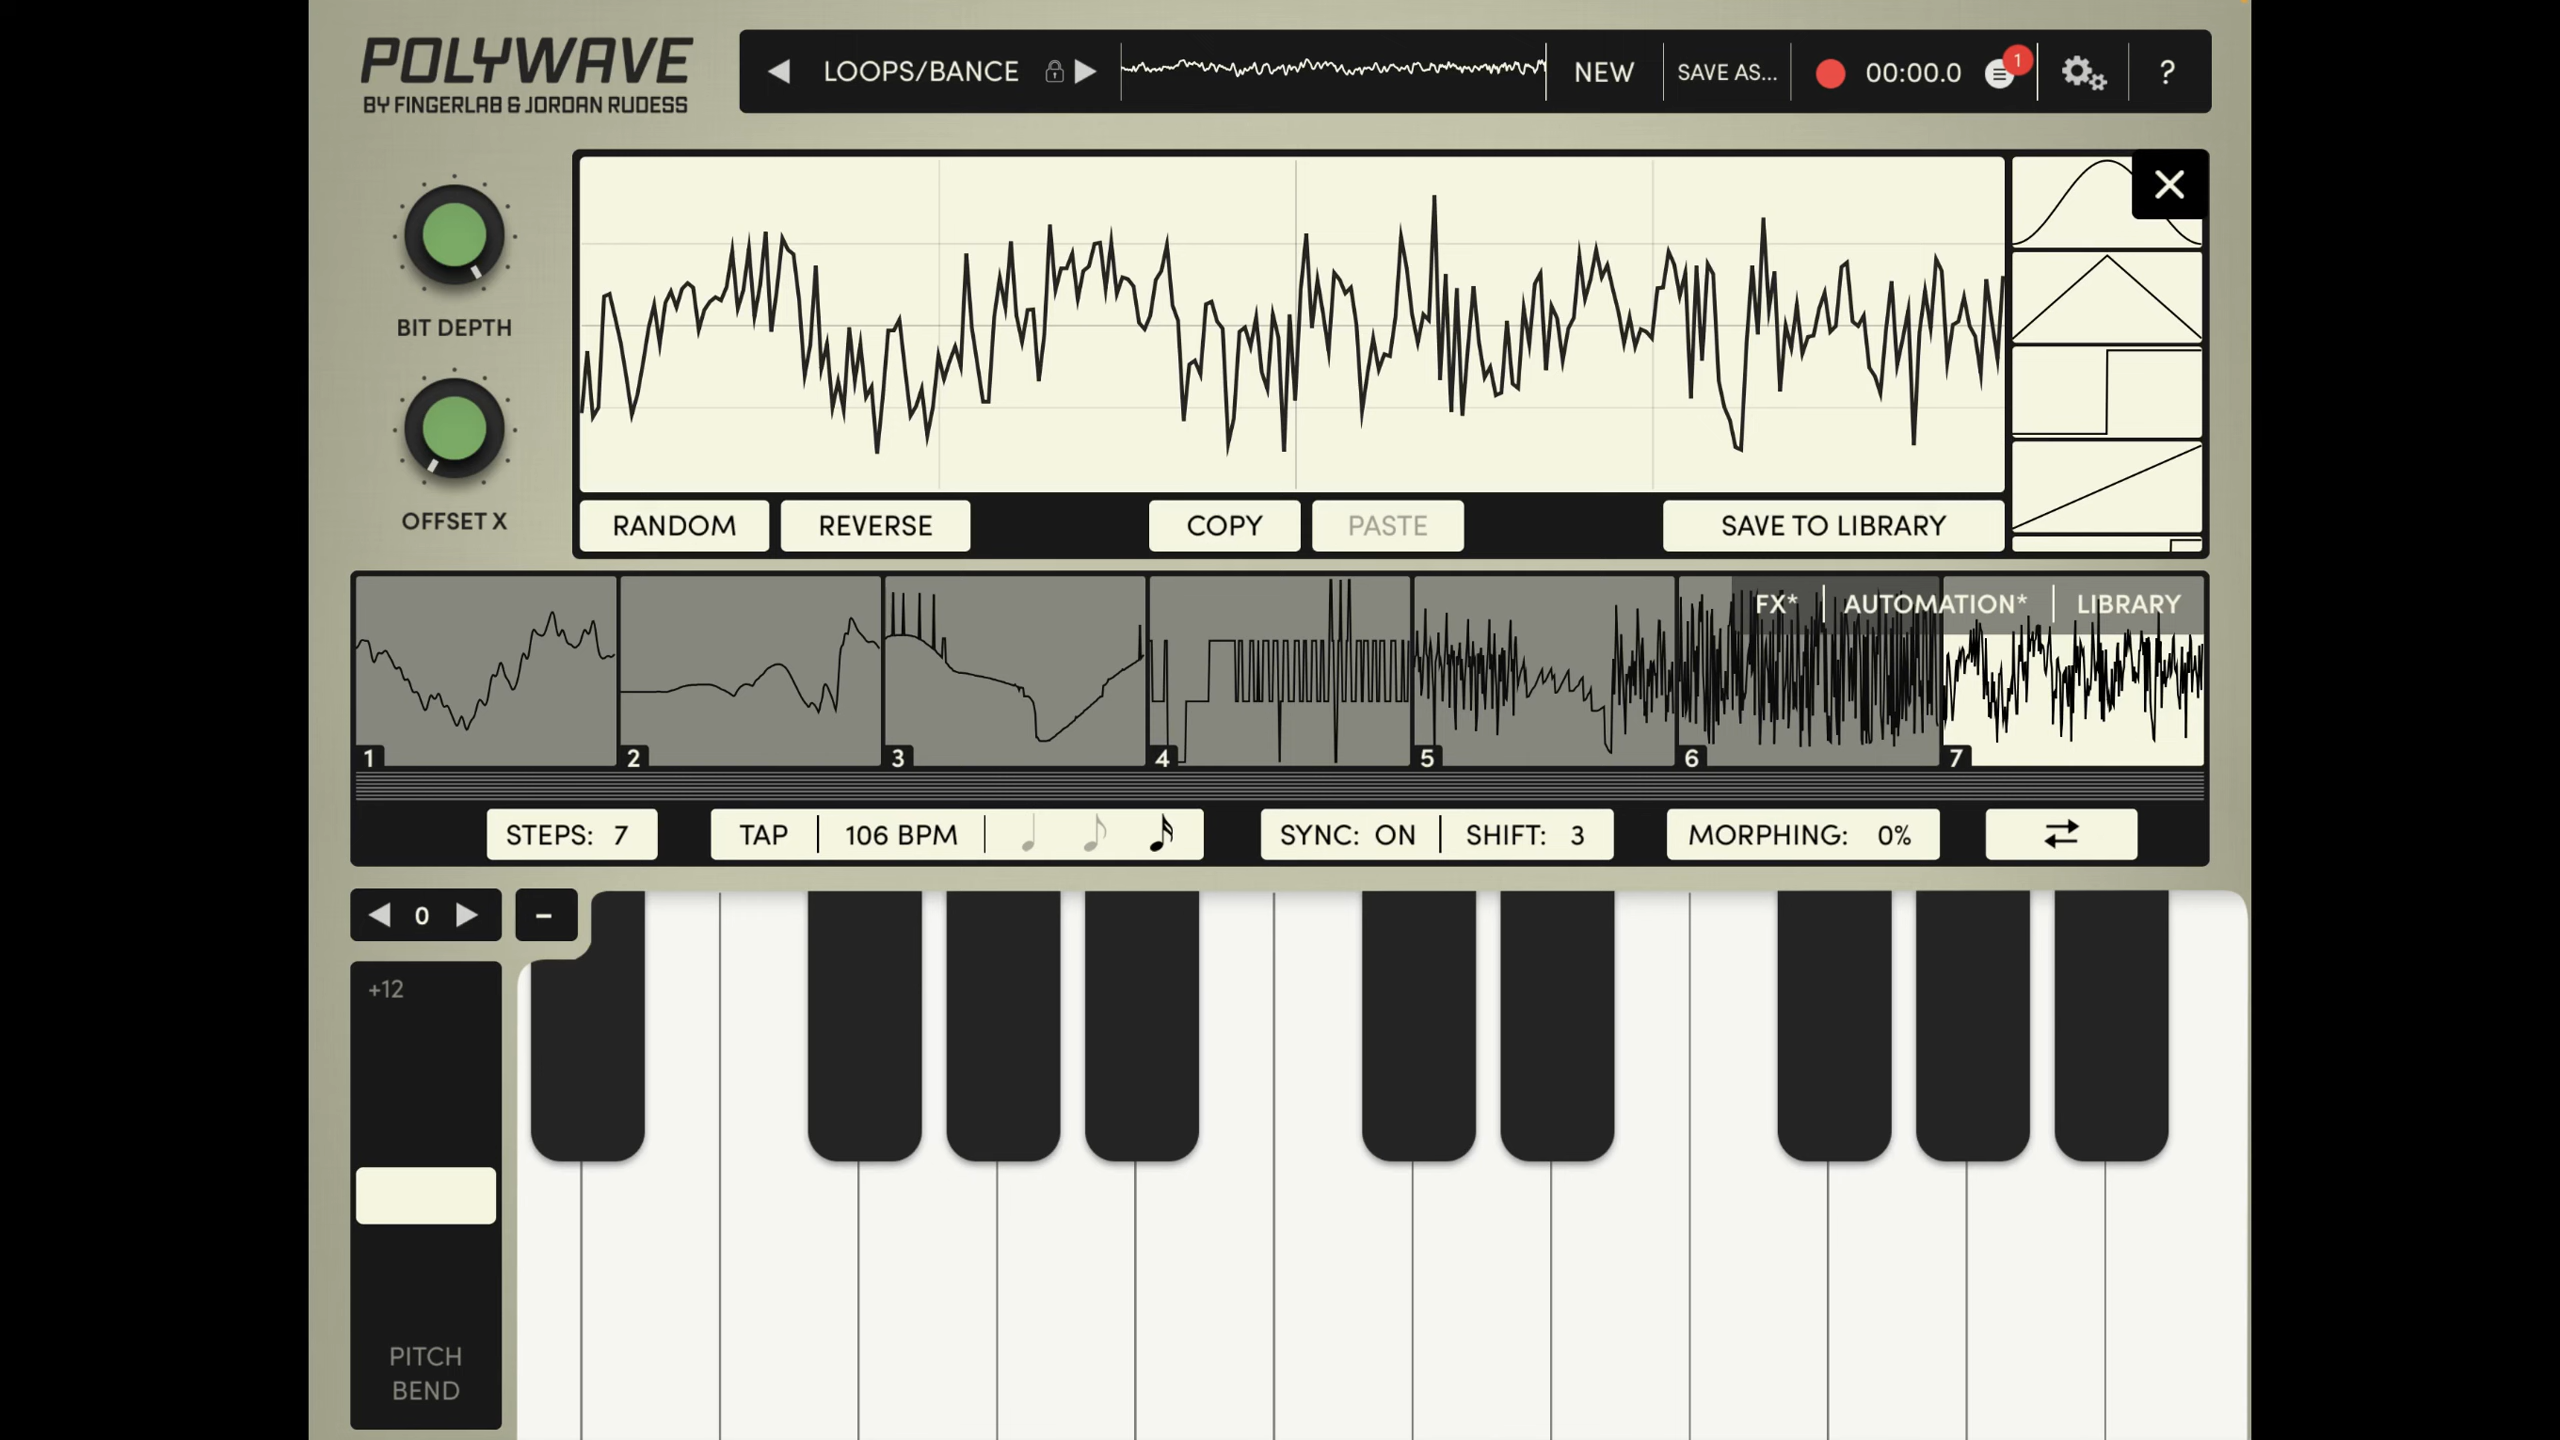 POLYWAVE
BY FINGERLAB & JORDAN RUDESS
LOOPS/BANCE
NEW
SAVE AS...
00:00.0
1
?
BIT DEPTH
OFFSET X
RANDOM
REVERSE
COPY
PASTE
SAVE TO LIBRARY
FX*
AUTOMATION*
LIBRARY
1
2
3
4
5
6
7
STEPS: 7
TAP
106 BPM
SYNC: ON
SHIFT: 3
MORPHING: 0%
0
–
+12
PITCH
BEND